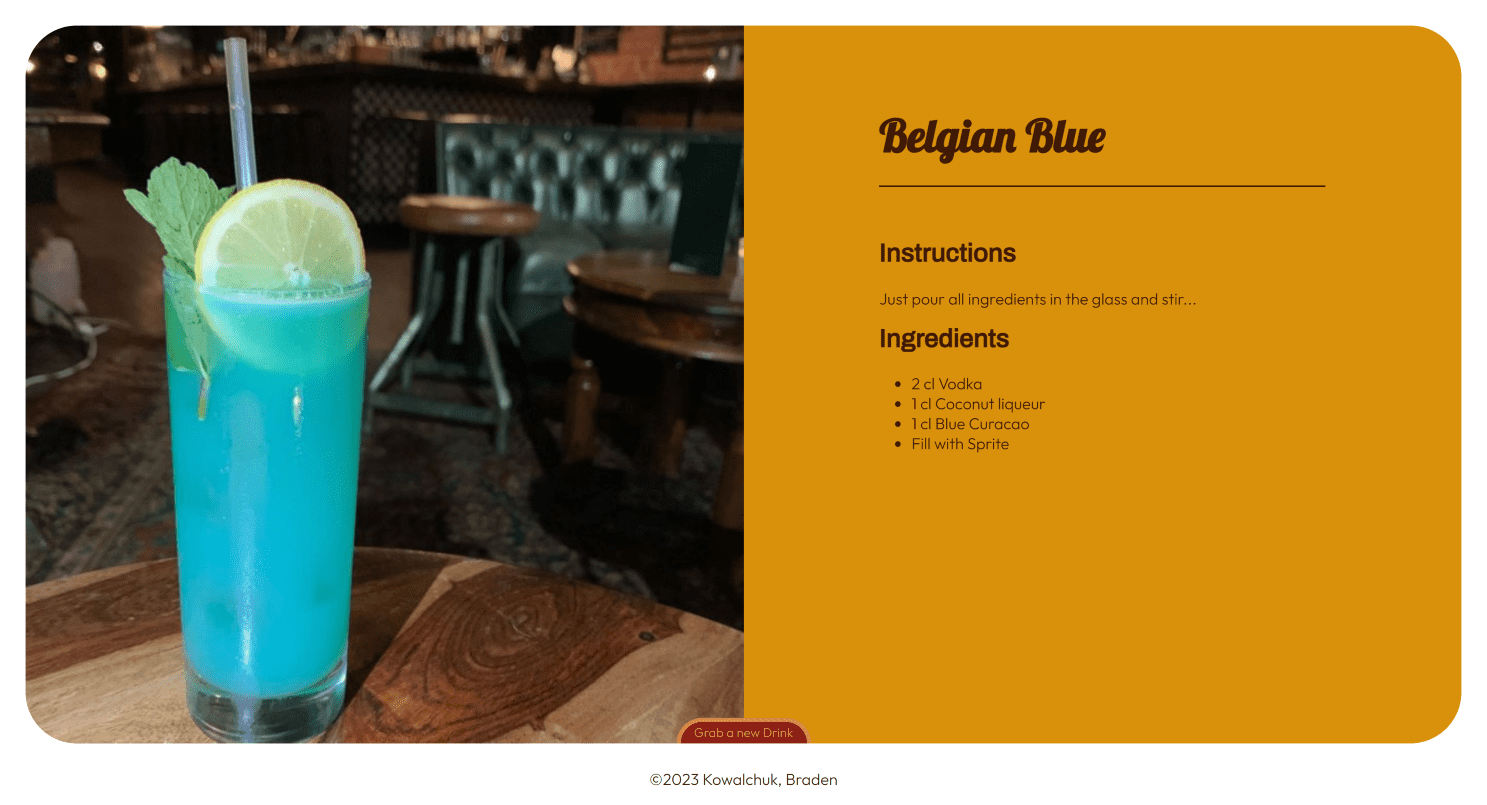 Belgian Blue
Instructions
Just pour all ingredients in the glass and stir...
Ingredients
2 cl Vodka
1 cl Coconut liqueur
1 cl Blue Curacao
Fill with Sprite
Grab a new Drink
©2023 Kowalchuk, Braden